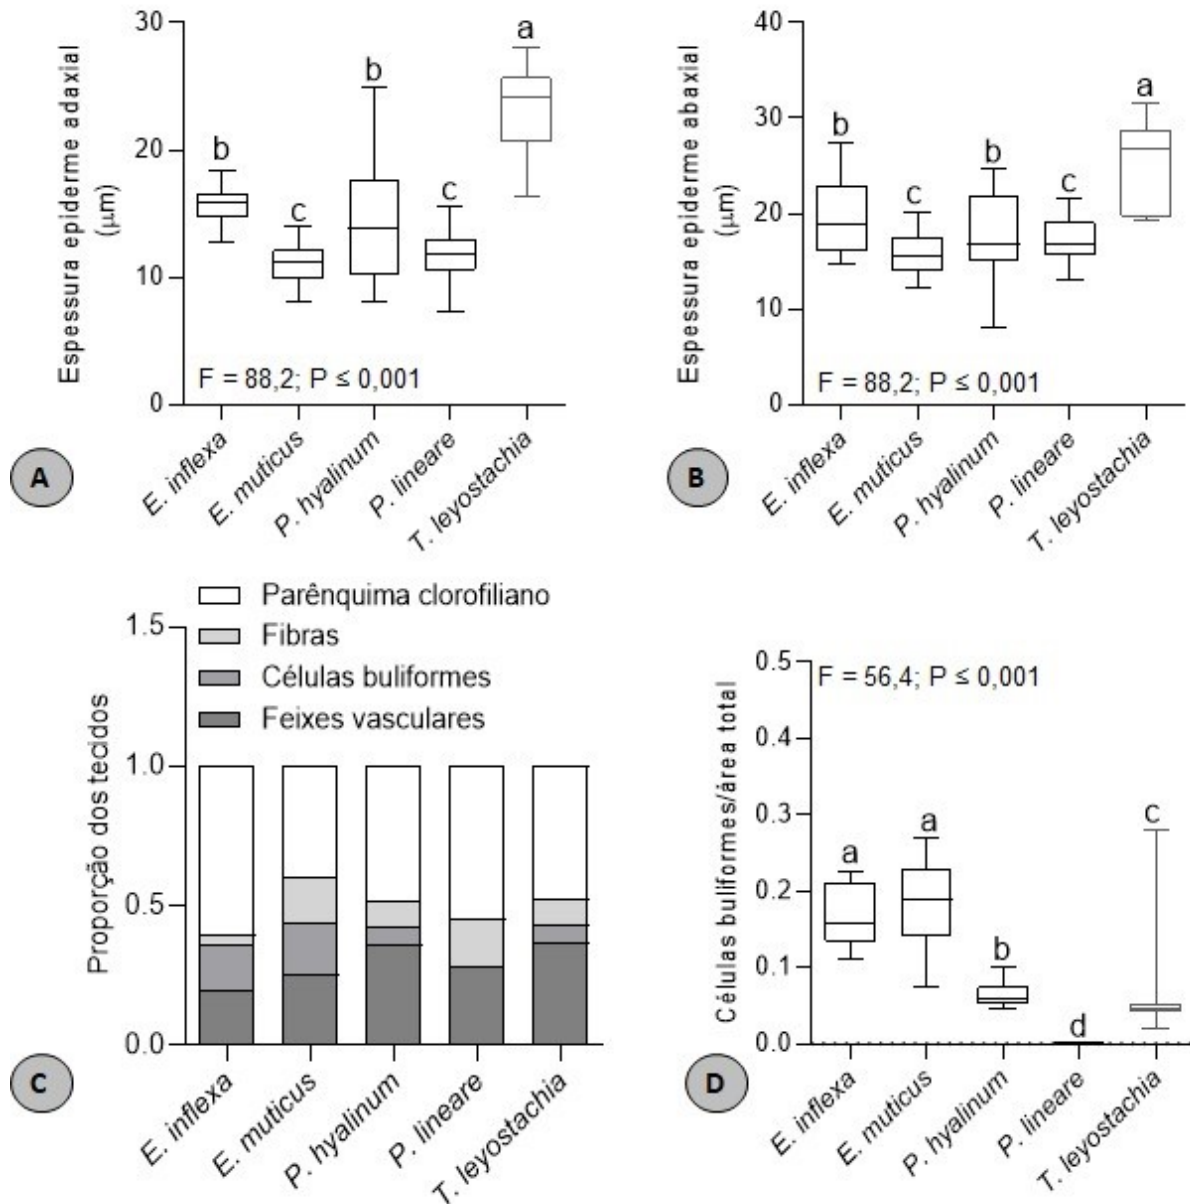 Espessura epiderme adaxial
(μm)
30
20
10
0
b
c
b
c
a
F = 88,2; P ≤ 0,001
E. inflexa
E. muticus
P. hyalinum
P. lineare
T. leyostachia
A
Espessura epiderme abaxial
(μm)
40
30
20
10
0
b
c
b
c
a
F = 88,2; P ≤ 0,001
E. inflexa
E. muticus
P. hyalinum
P. lineare
T. leyostachia
B
Parênquima clorofiliano
Fibras
Células buliformes
Feixes vasculares
Proporção dos tecidos
1.5
1.0
0.5
0.0
E. inflexa
E. muticus
P. hyalinum
P. lineare
T. leyostachia
C
Células buliformes/área total
0.5
0.4
0.3
0.2
0.1
0.0
F = 56,4; P ≤ 0,001
a
a
b
d
c
E. inflexa
E. muticus
P. hyalinum
P. lineare
T. leyostachia
D